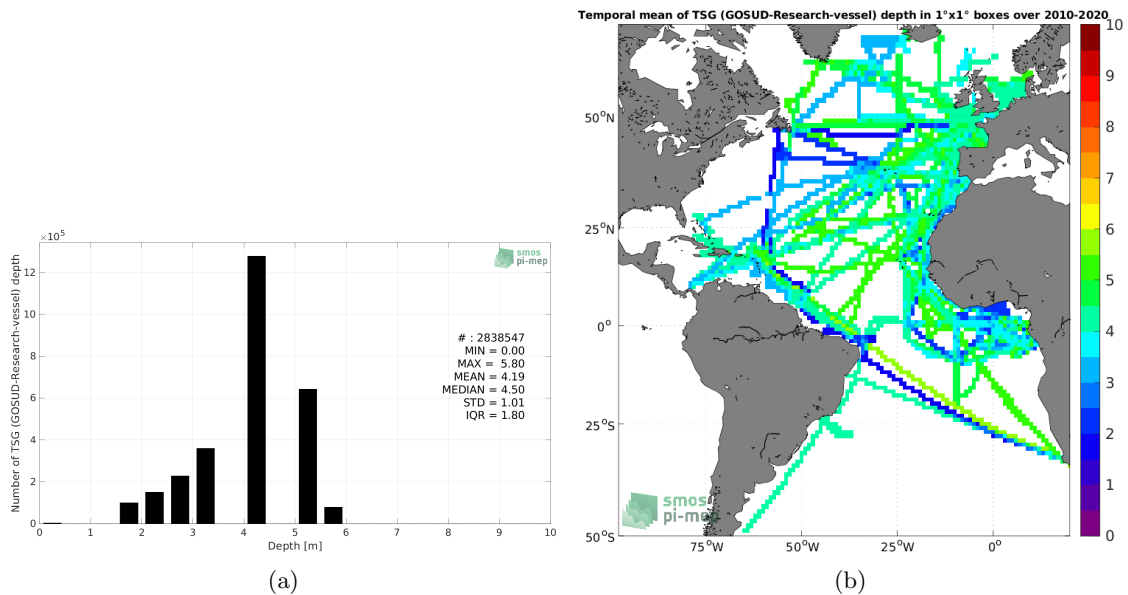 Temporal mean of TSG (GOSUD-Research-vessel) depth in 1°x1° boxes over 2010-2020
×10⁵
Number of TSG (GOSUD-Research-vessel) depth
12
10
8
6
4
2
0
0 1 2 3 4 5 6 7 8 9 10
Depth [m]
smos
pi-mep
# : 2838547
MIN = 0.00
MAX = 5.80
MEAN = 4.19
MEDIAN = 4.50
STD = 1.01
IQR = 1.80
(a)
50°N
25°N
0°
25°S
50°S
75°W 50°W 25°W 0°
smos
pi-mep
10
9
8
7
6
5
4
3
2
1
0
(b)